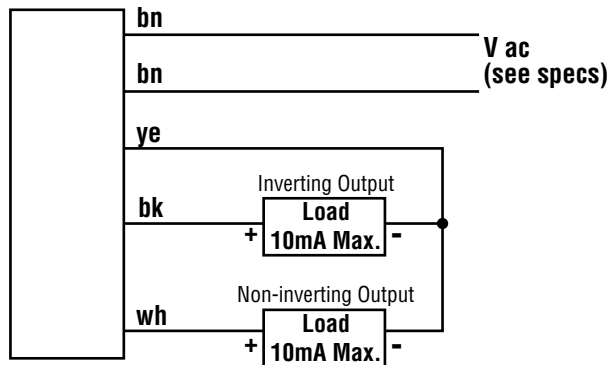 bn
V ac
(see specs)
bn
ye
Inverting Output
bk
Load
+ 10mA Max. -
Non-inverting Output
wh
Load
+ 10mA Max. -